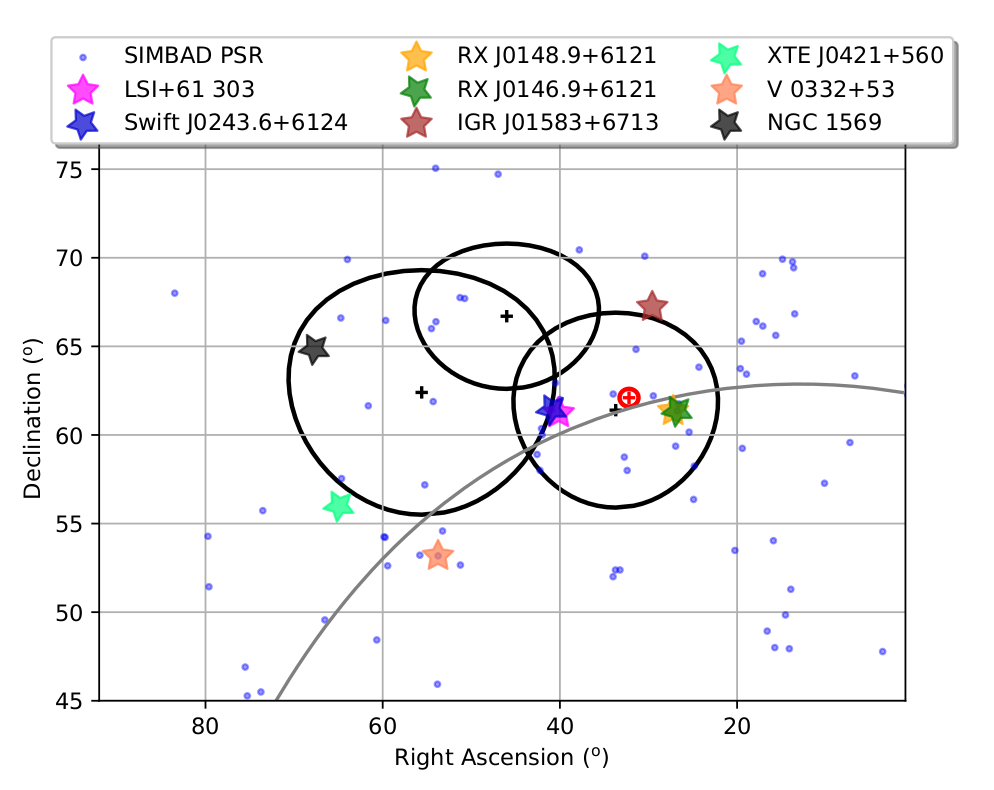 SIMBAD PSR RX J0148.9+6121 XTE J0421+560
LSI+61 303 RX J0146.9+6121 V 0332+53
Swift J0243.6+6124 IGR J01583+6713 NGC 1569
75
70
65
60
55
50
45
Declination (º)
80 60 40 20
Right Ascension (º)